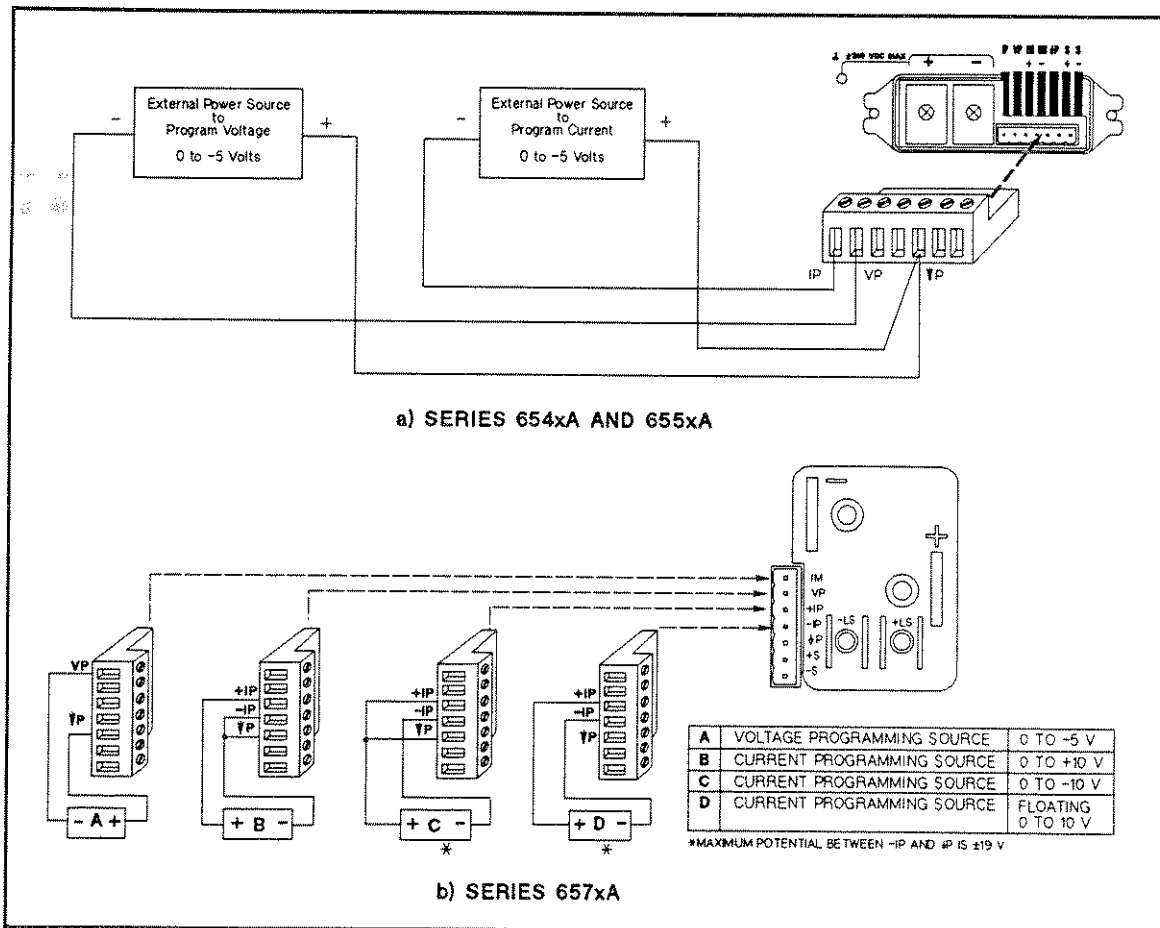 External Power Source
to
Program Voltage
0 to -5 Volts
-
+
External Power Source
to
Program Current
0 to -5 Volts
-
+
+ -
IP
VP
P
a) SERIES 654xA AND 655xA
IM
VP
+IP
-IP
P
+S
-S
-LS
+LS
-
+
VP
P
- A +
+IP
-IP
P
+ B -
+IP
-IP
P
+ C -
*
+IP
-IP
P
+ D -
*
A VOLTAGE PROGRAMMING SOURCE 0 TO -5 V
B CURRENT PROGRAMMING SOURCE 0 TO +10 V
C CURRENT PROGRAMMING SOURCE 0 TO -10 V
D CURRENT PROGRAMMING SOURCE FLOATING
0 TO 10 V
*MAXIMUM POTENTIAL BETWEEN -IP AND P IS ±19 V
b) SERIES 657xA